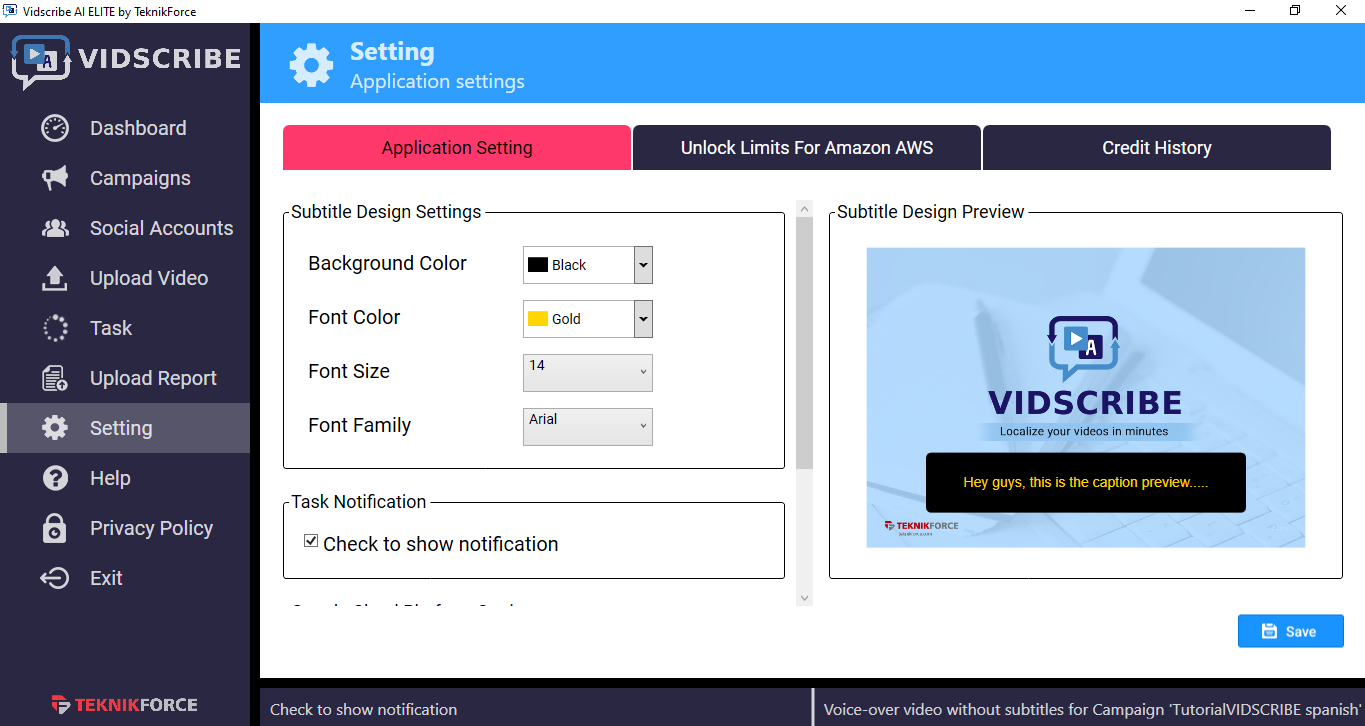 Vidscribe AI ELITE by TeknikForce
VIDSCRIBE
Setting
Application settings
Dashboard
Campaigns
Social Accounts
Upload Video
Task
Upload Report
Setting
Help
Privacy Policy
Exit
TEKNIKFORCE
Application Setting
Unlock Limits For Amazon AWS
Credit History
Subtitle Design Settings
Background Color
Black
Font Color
Gold
Font Size
14
Font Family
Arial
Task Notification
Check to show notification
Subtitle Design Preview
A
VIDSCRIBE
Localize your videos in minutes
Hey guys, this is the caption preview.....
TEKNIKFORCE
Save
Check to show notification
Voice-over video without subtitles for Campaign 'TutorialVIDSCRIBE spanish'